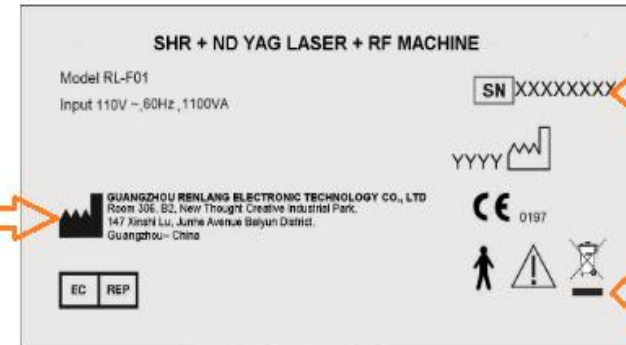 SHR + ND YAG LASER + RF MACHINE
Model RL-F01
Input 110V ~,60Hz ,1100VA
SN XXXXXXXX
YYYY
GUANGZHOU RENLANG ELECTRONIC TECHNOLOGY CO., LTD
Room 306, B2, New Thought Creative Industrial Park,
147 Xinshi Lu, Junhe Avenue Baiyun District,
Guangzhou– China
CE 0197
EC REP